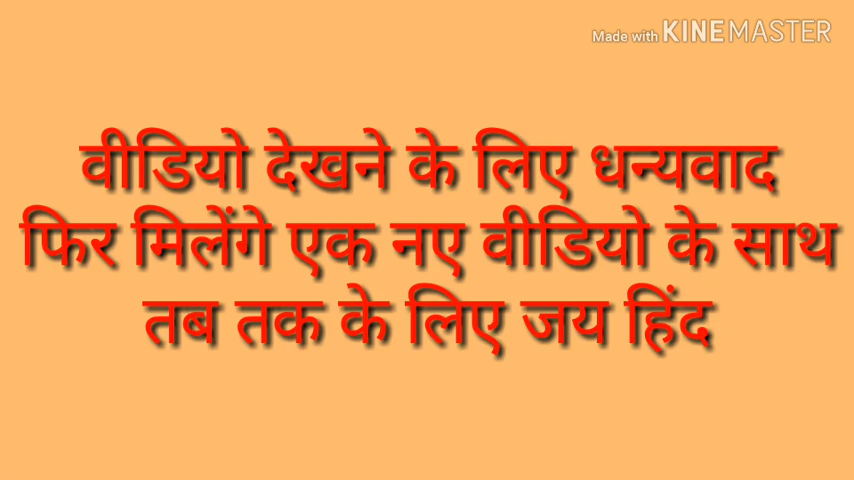 Made with KINEMASTER
वीडियो देखने के लिए धन्यवाद
फिर मिलेंगे एक नए वीडियो के साथ
तब तक के लिए जय हिंद